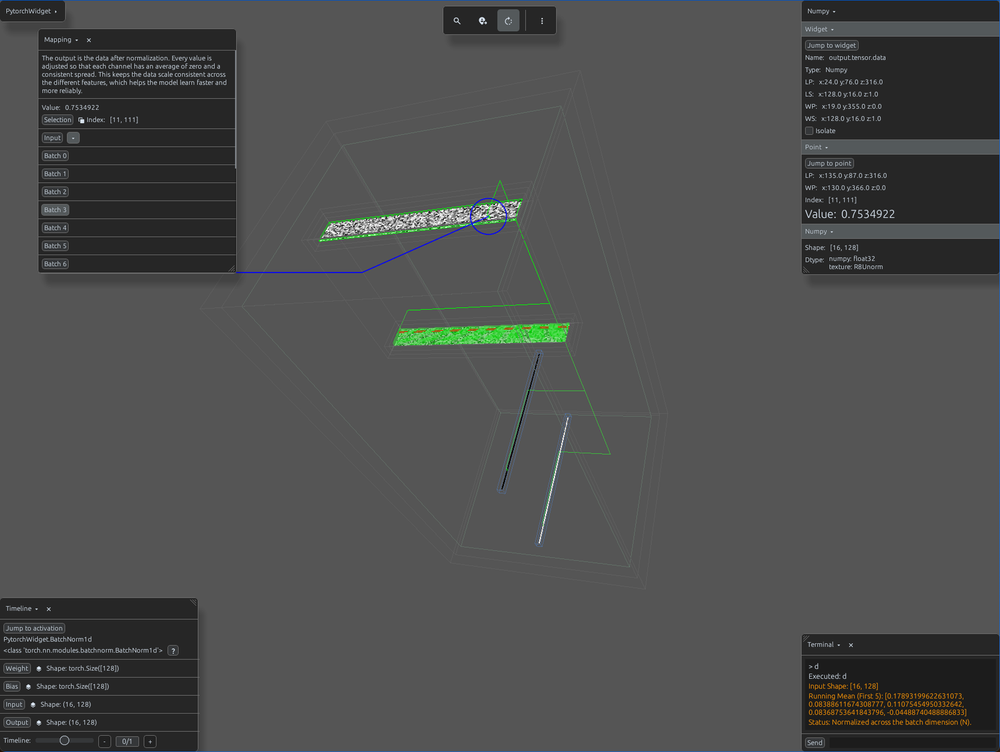 PytorchWidget
Mapping
The output is the data after normalization. Every value is
adjusted so that each channel has an average of zero and a
consistent spread. This keeps the data scale consistent across
the different features, which helps the model learn faster and
more reliably.
Value: 0.7534922
Selection Index: [11, 111]
Input -
Batch 0
Batch 1
Batch 2
Batch 3
Batch 4
Batch 5
Batch 6
Numpy
Widget
Jump to widget
Name: output.tensor.data
Type: Numpy
LP: x:24.0 y:76.0 z:316.0
LS: x:128.0 y:16.0 z:1.0
WP: x:19.0 y:355.0 z:0.0
WS: x:128.0 y:16.0 z:1.0
Isolate
Point
Jump to point
LP: x:135.0 y:87.0 z:316.0
WP: x:130.0 y:366.0 z:0.0
Index: [11, 111]
Value: 0.7534922
Numpy
Shape: [16, 128]
Dtype: numpy: float32
texture: R8Unorm
Timeline
Jump to activation
PytorchWidget.BatchNorm1d
<class 'torch.nn.modules.batchnorm.BatchNorm1d'> ?
Weight Shape: torch.Size([128])
Bias Shape: torch.Size([128])
Input Shape: (16, 128)
Output Shape: (16, 128)
Timeline: - 0/1 +
Terminal
> d
Executed: d
Input Shape: [16, 128]
Running Mean (First 5): [0.17893199622631073,
0.08388611674308777, 0.11075454950332642,
0.08368753641843796, -0.04488740488886833]
Status: Normalized across the batch dimension (N).
Send